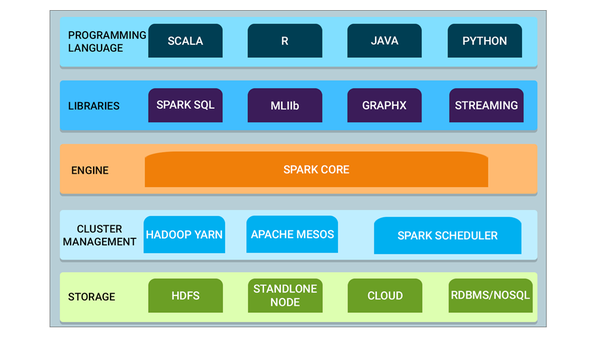 PROGRAMMING
LANGUAGE
SCALA
R
JAVA
PYTHON
LIBRARIES
SPARK SQL
MLIIb
GRAPHX
STREAMING
ENGINE
SPARK CORE
CLUSTER
MANAGEMENT
HADOOP YARN
APACHE MESOS
SPARK SCHEDULER
STORAGE
HDFS
STANDLONE
NODE
CLOUD
RDBMS/NOSQL